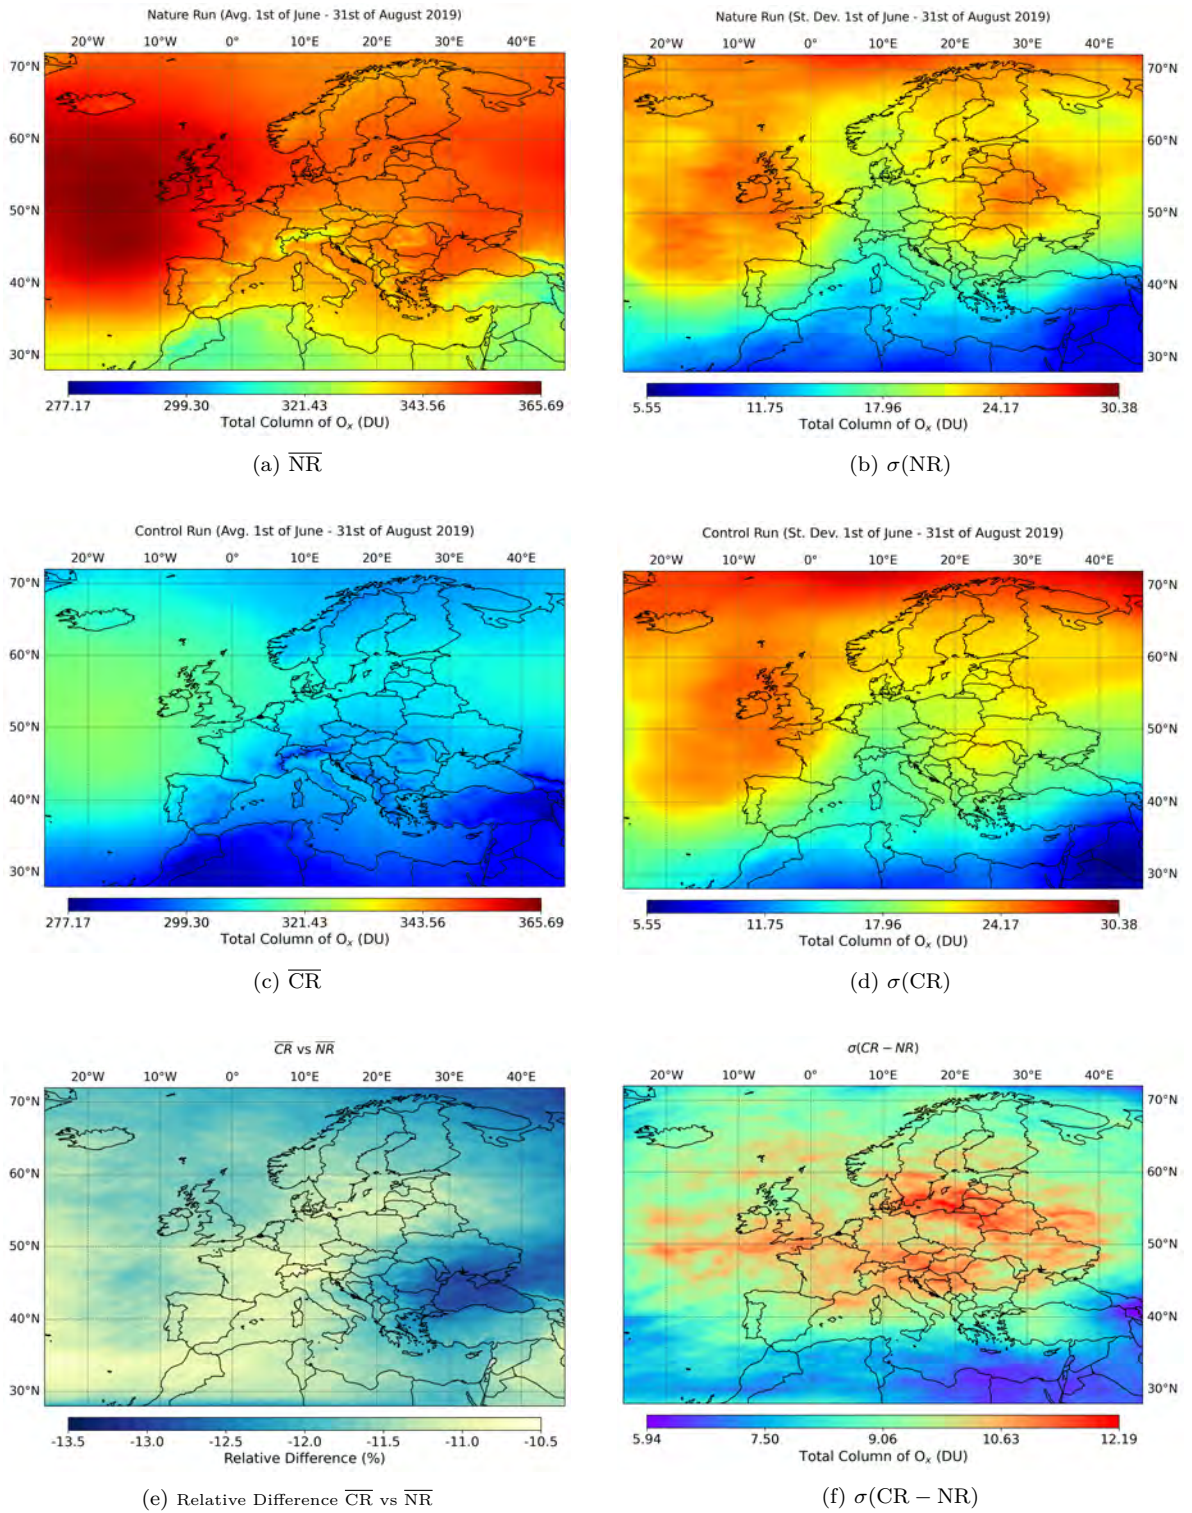 Nature Run (Avg. 1st of June - 31st of August 2019)
20°W 10°W 0° 10°E 20°E 30°E 40°E
70°N
60°N
50°N
40°N
30°N
277.17 299.30 321.43 343.56 365.69
Total Column of Oₓ (DU)
(a) N̅R̅
Nature Run (St. Dev. 1st of June - 31st of August 2019)
20°W 10°W 0° 10°E 20°E 30°E 40°E
70°N
60°N
50°N
40°N
30°N
5.55 11.75 17.96 24.17 30.38
Total Column of Oₓ (DU)
(b) σ(NR)
Control Run (Avg. 1st of June - 31st of August 2019)
20°W 10°W 0° 10°E 20°E 30°E 40°E
70°N
60°N
50°N
40°N
30°N
277.17 299.30 321.43 343.56 365.69
Total Column of Oₓ (DU)
(c) C̅R̅
Control Run (St. Dev. 1st of June - 31st of August 2019)
20°W 10°W 0° 10°E 20°E 30°E 40°E
70°N
60°N
50°N
40°N
30°N
5.55 11.75 17.96 24.17 30.38
Total Column of Oₓ (DU)
(d) σ(CR)
C̅R̅ vs N̅R̅
20°W 10°W 0° 10°E 20°E 30°E 40°E
70°N
60°N
50°N
40°N
30°N
-13.5 -13.0 -12.5 -12.0 -11.5 -11.0 -10.5
Relative Difference (%)
(e) Relative Difference C̅R̅ vs N̅R̅
σ(CR − NR)
20°W 10°W 0° 10°E 20°E 30°E 40°E
70°N
60°N
50°N
40°N
30°N
5.94 7.50 9.06 10.63 12.19
Total Column of Oₓ (DU)
(f) σ(CR − NR)